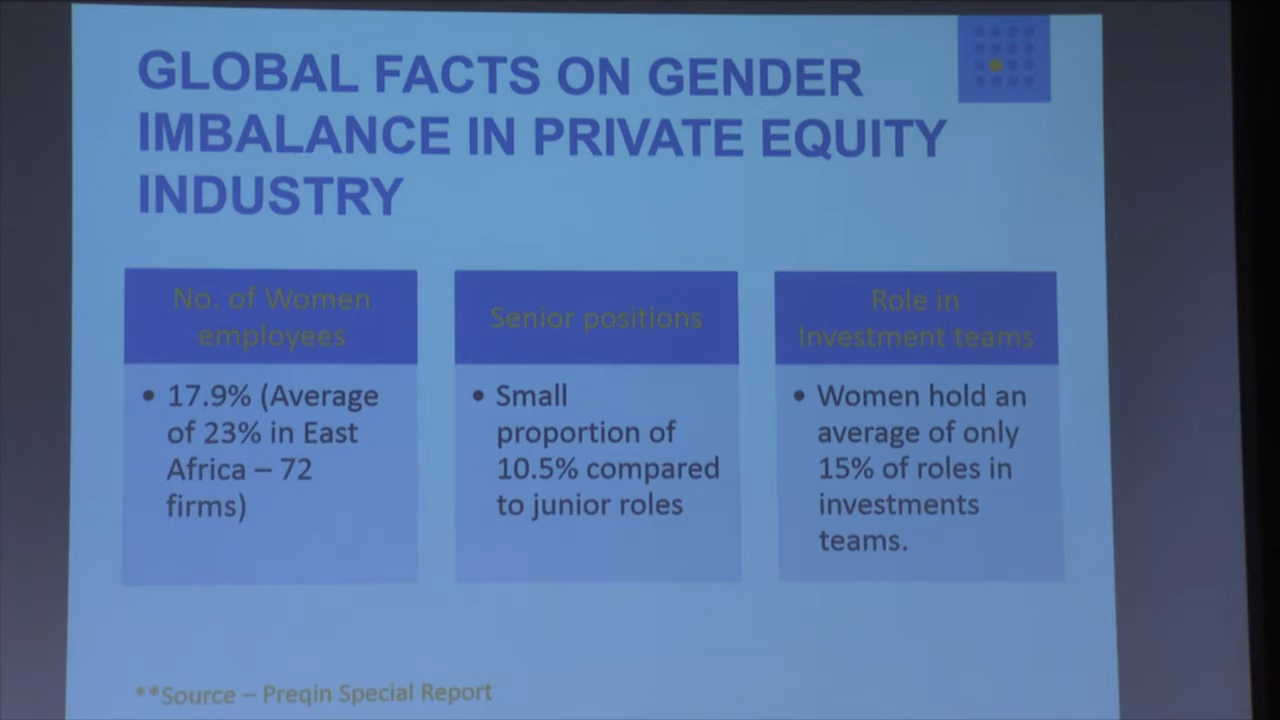 GLOBAL FACTS ON GENDER
IMBALANCE IN PRIVATE EQUITY
INDUSTRY
No. of Women
employees
• 17.9% (Average
of 23% in East
Africa – 72
firms)
Senior positions
• Small
proportion of
10.5% compared
to junior roles
Role in
Investment teams
• Women hold an
average of only
15% of roles in
investments
teams.
**Source – Preqin Special Report